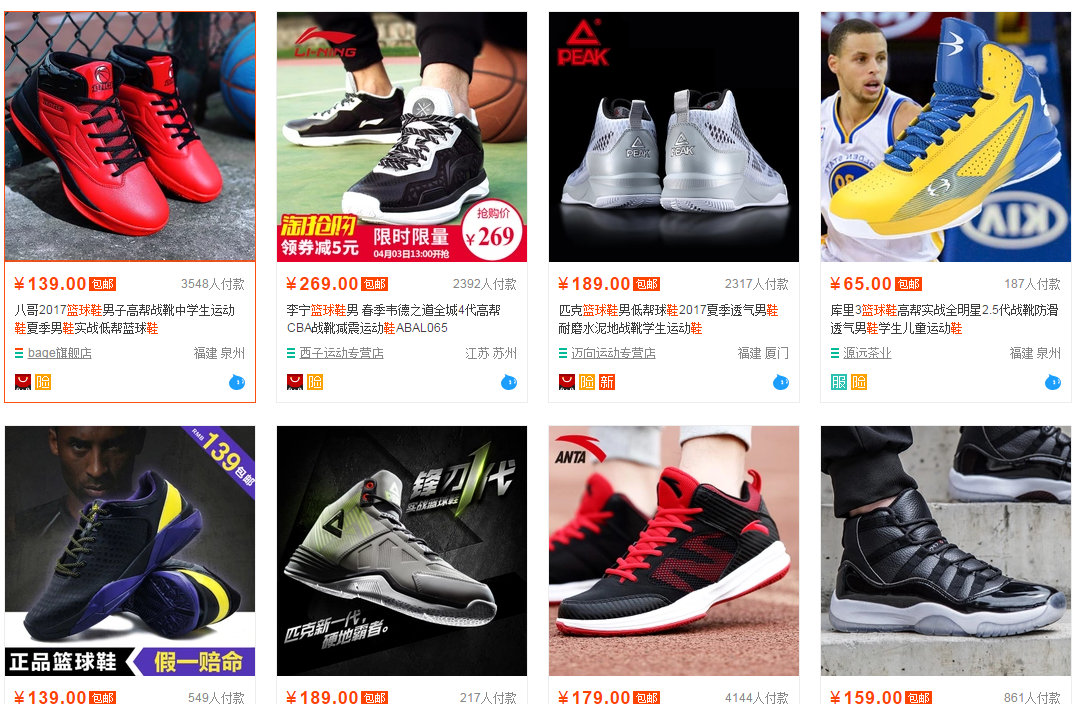 LI-NING
淘抢购
领券减5元
限时限量
04月03日13:00开抢
抢购价
¥269
PEAK
PEAK
PEAK
KIA
¥139.00 包邮 3548人付款
¥269.00 包邮 2392人付款
¥189.00 包邮 2317人付款
¥65.00 包邮 187人付款
八哥2017篮球鞋男子高帮战靴中学生运动
鞋夏季男鞋实战低帮篮球鞋
李宁篮球鞋男 春季韦德之道全城4代高帮
CBA战靴减震运动鞋ABAL065
匹克篮球鞋男低帮球鞋2017夏季透气男鞋
耐磨水泥地战靴学生运动鞋
库里3篮球鞋高帮实战全明星2.5代战靴防滑
透气男鞋学生儿童运动鞋
bage旗舰店 福建 泉州
西子运动专营店 江苏 苏州
迈向运动专营店 福建 厦门
源远茶业 福建 泉州
险
险
险 新
服 险
RMB
139
包邮
正品篮球鞋
假一赔命
锋刃1代
实战篮球鞋
匹克新一代,
硬地霸者。
ANTA
¥139.00 包邮 549人付款
¥189.00 包邮 217人付款
¥179.00 包邮 4144人付款
¥159.00 包邮 861人付款